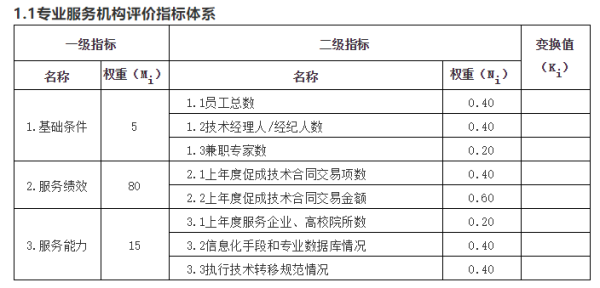 1.1专业服务机构评价指标体系
一级指标 二级指标 变换值
(Kᵢ)
名称 权重(Mᵢ) 名称 权重(Nᵢ)
1.基础条件 5 1.1员工总数 0.40
1.2技术经理人/经纪人数 0.40
1.3兼职专家数 0.20
2.服务绩效 80 2.1上年度促成技术合同交易项数 0.40
2.2上年度促成技术合同交易金额 0.60
3.服务能力 15 3.1上年度服务企业、高校院所数 0.20
3.2信息化手段和专业数据库情况 0.40
3.3执行技术转移规范情况 0.40